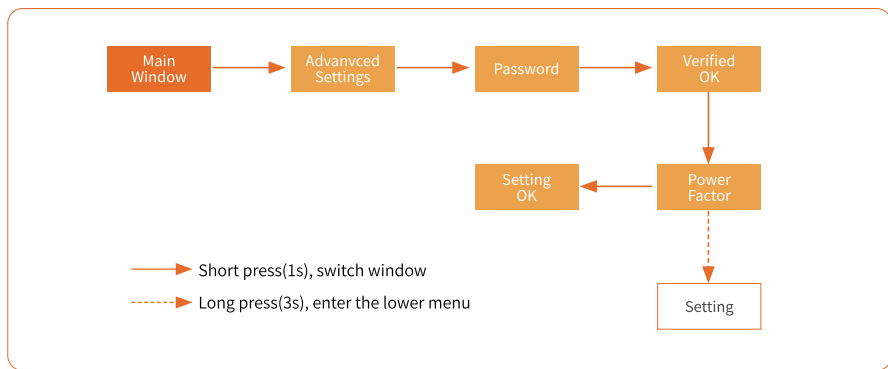 Main
Window
Advanvced
Settings
Password
Verified
OK
Setting
OK
Power
Factor
Short press(1s), switch window
Long press(3s), enter the lower menu
Setting